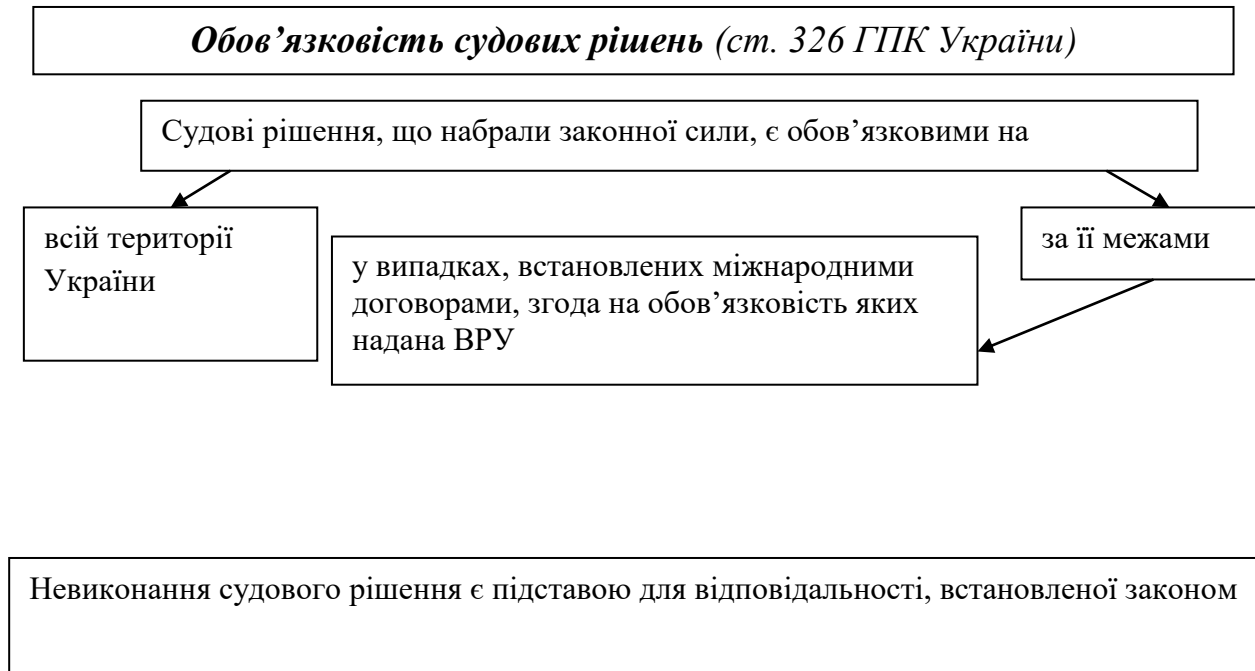 Обов’язковість судових рішень (ст. 326 ГПК України)
Судові рішення, що набрали законної сили, є обов’язковими на
всій території
України
у випадках, встановлених міжнародними
договорами, згода на обов’язковість яких
надана ВРУ
за її межами
Невиконання судового рішення є підставою для відповідальності, встановленої законом